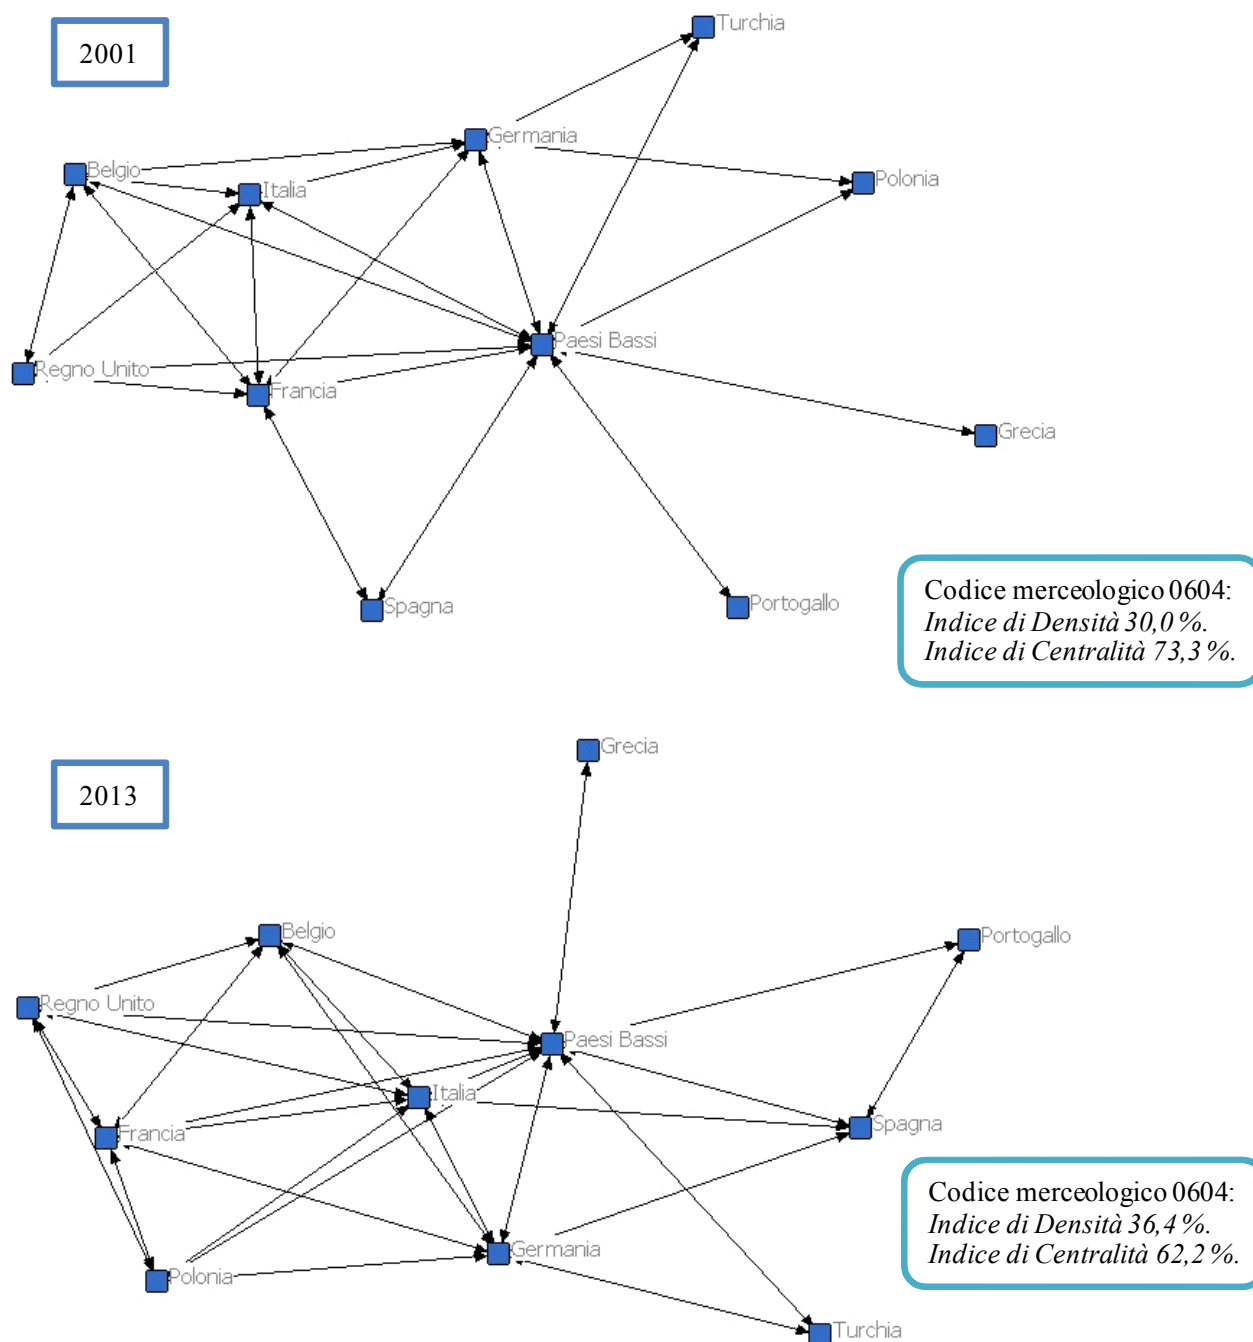 2001
Turchia
Germania
Belgio
Italia
Polonia
Paesi Bassi
Regno Unito
Francia
Grecia
Spagna
Portogallo
Codice merceologico 0604:
Indice di Densità 30,0 %.
Indice di Centralità 73,3 %.
2013
Grecia
Belgio
Portogallo
Regno Unito
Paesi Bassi
Italia
Spagna
Francia
Germania
Polonia
Codice merceologico 0604:
Indice di Densità 36,4 %.
Indice di Centralità 62,2 %.
Turchia